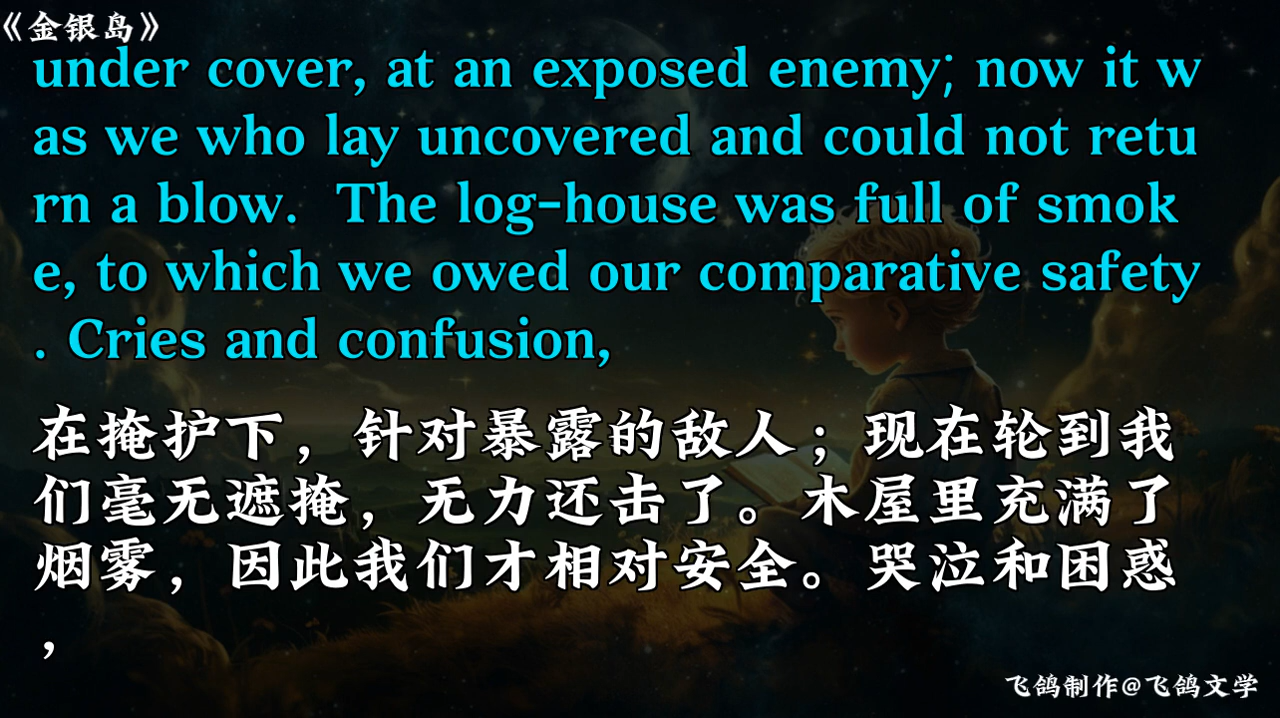 《金银岛》
under cover, at an exposed enemy; now it w
as we who lay uncovered and could not retu
rn a blow.  The log-house was full of smok
e, to which we owed our comparative safety
. Cries and confusion,
在掩护下，针对暴露的敌人；现在轮到我
们毫无遮掩，无力还击了。木屋里充满了
烟雾，因此我们才相对安全。哭泣和困惑
，
飞鸽制作@飞鸽文学